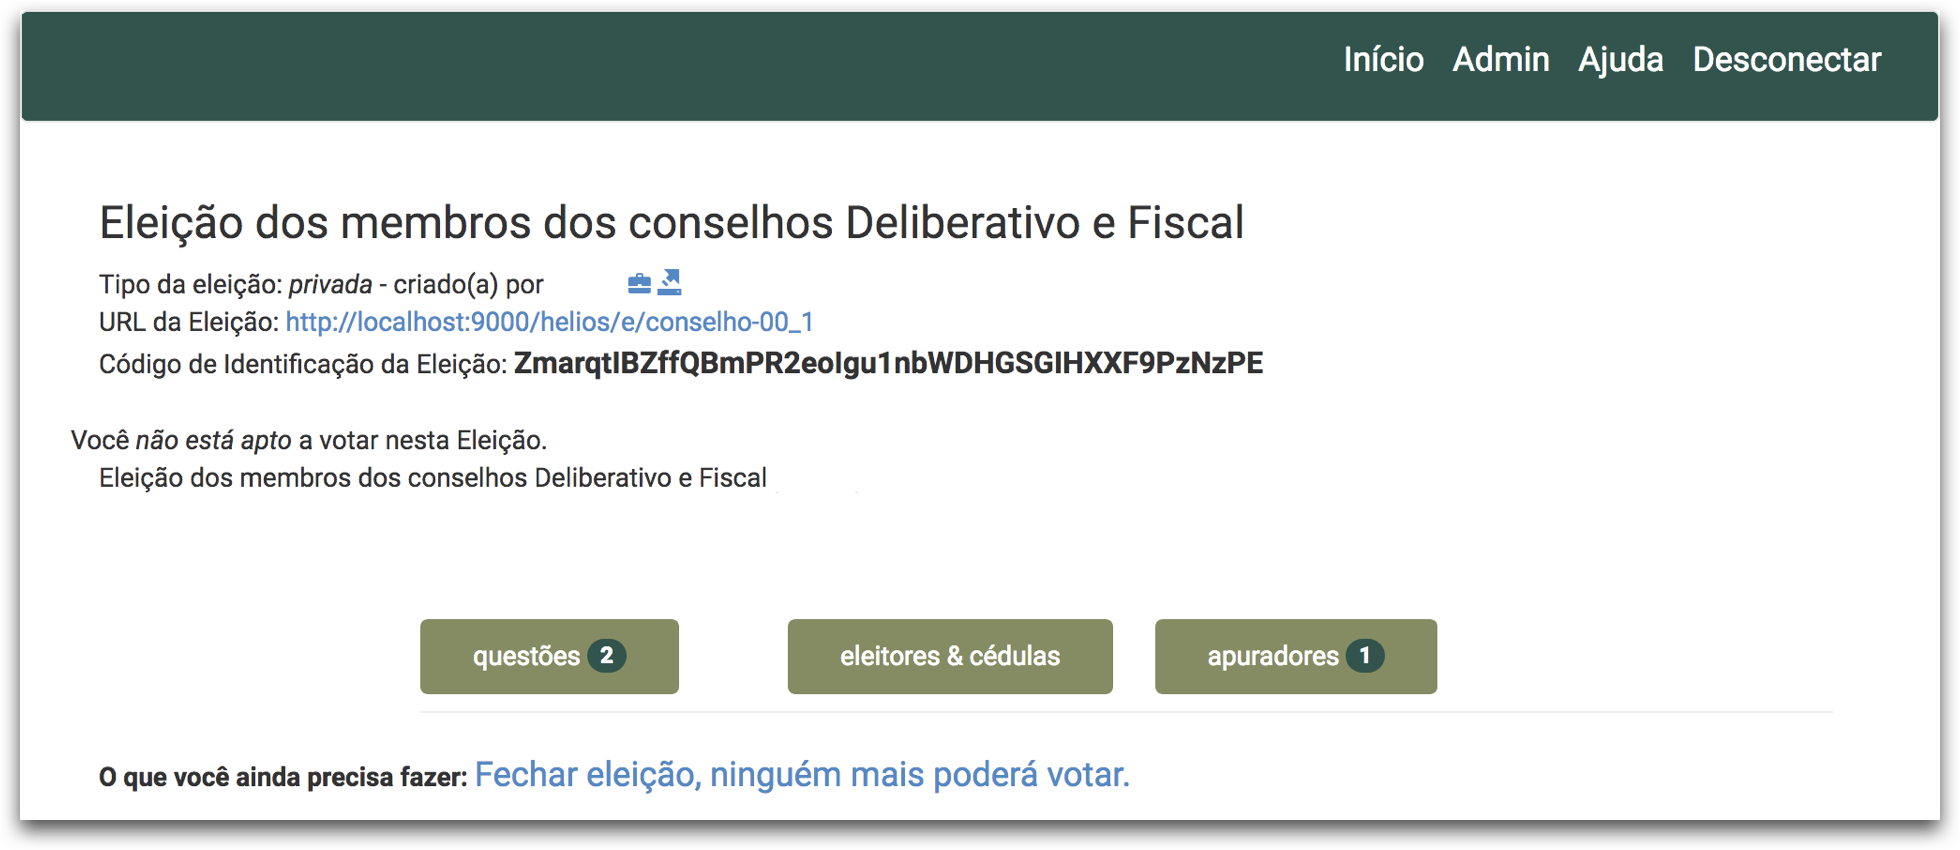 Início Admin Ajuda Desconectar
Eleição dos membros dos conselhos Deliberativo e Fiscal
Tipo da eleição: privada - criado(a) por
URL da Eleição: http://localhost:9000/helios/e/conselho-00_1
Código de Identificação da Eleição: ZmarqtIBZffQBmPR2eoIgu1nbWDHGSGIHXXF9PzNzPE
Você não está apto a votar nesta Eleição.
Eleição dos membros dos conselhos Deliberativo e Fiscal
questões 2 eleitores & cédulas apuradores 1
O que você ainda precisa fazer: Fechar eleição, ninguém mais poderá votar.